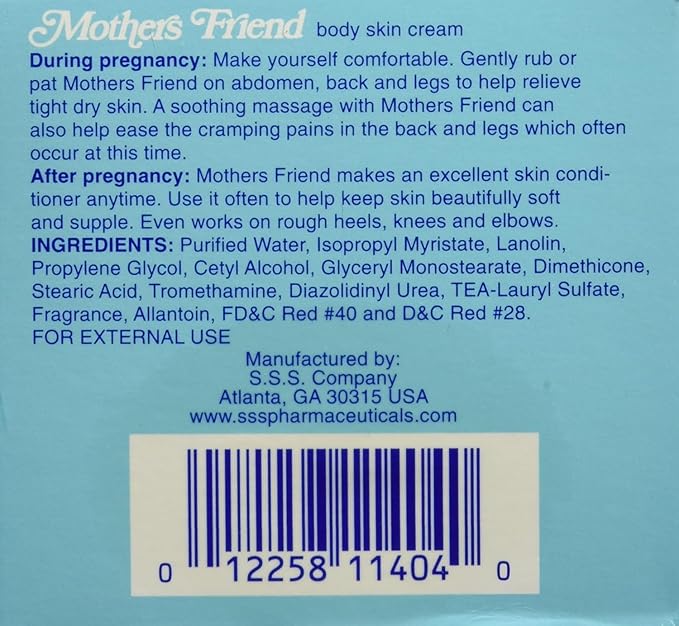 Mothers Friend body skin cream
During pregnancy: Make yourself comfortable. Gently rub or
pat Mothers Friend on abdomen, back and legs to help relieve
tight dry skin. A soothing massage with Mothers Friend can
also help ease the cramping pains in the back and legs which often
occur at this time.
After pregnancy: Mothers Friend makes an excellent skin condi-
tioner anytime. Use it often to help keep skin beautifully soft
and supple. Even works on rough heels, knees and elbows.
INGREDIENTS: Purified Water, Isopropyl Myristate, Lanolin,
Propylene Glycol, Cetyl Alcohol, Glyceryl Monostearate, Dimethicone,
Stearic Acid, Tromethamine, Diazolidinyl Urea, TEA-Lauryl Sulfate,
Fragrance, Allantoin, FD&C Red #40 and D&C Red #28.
FOR EXTERNAL USE
Manufactured by:
S.S.S. Company
Atlanta, GA 30315 USA
www.ssspharmaceuticals.com
0 12258 11404 0